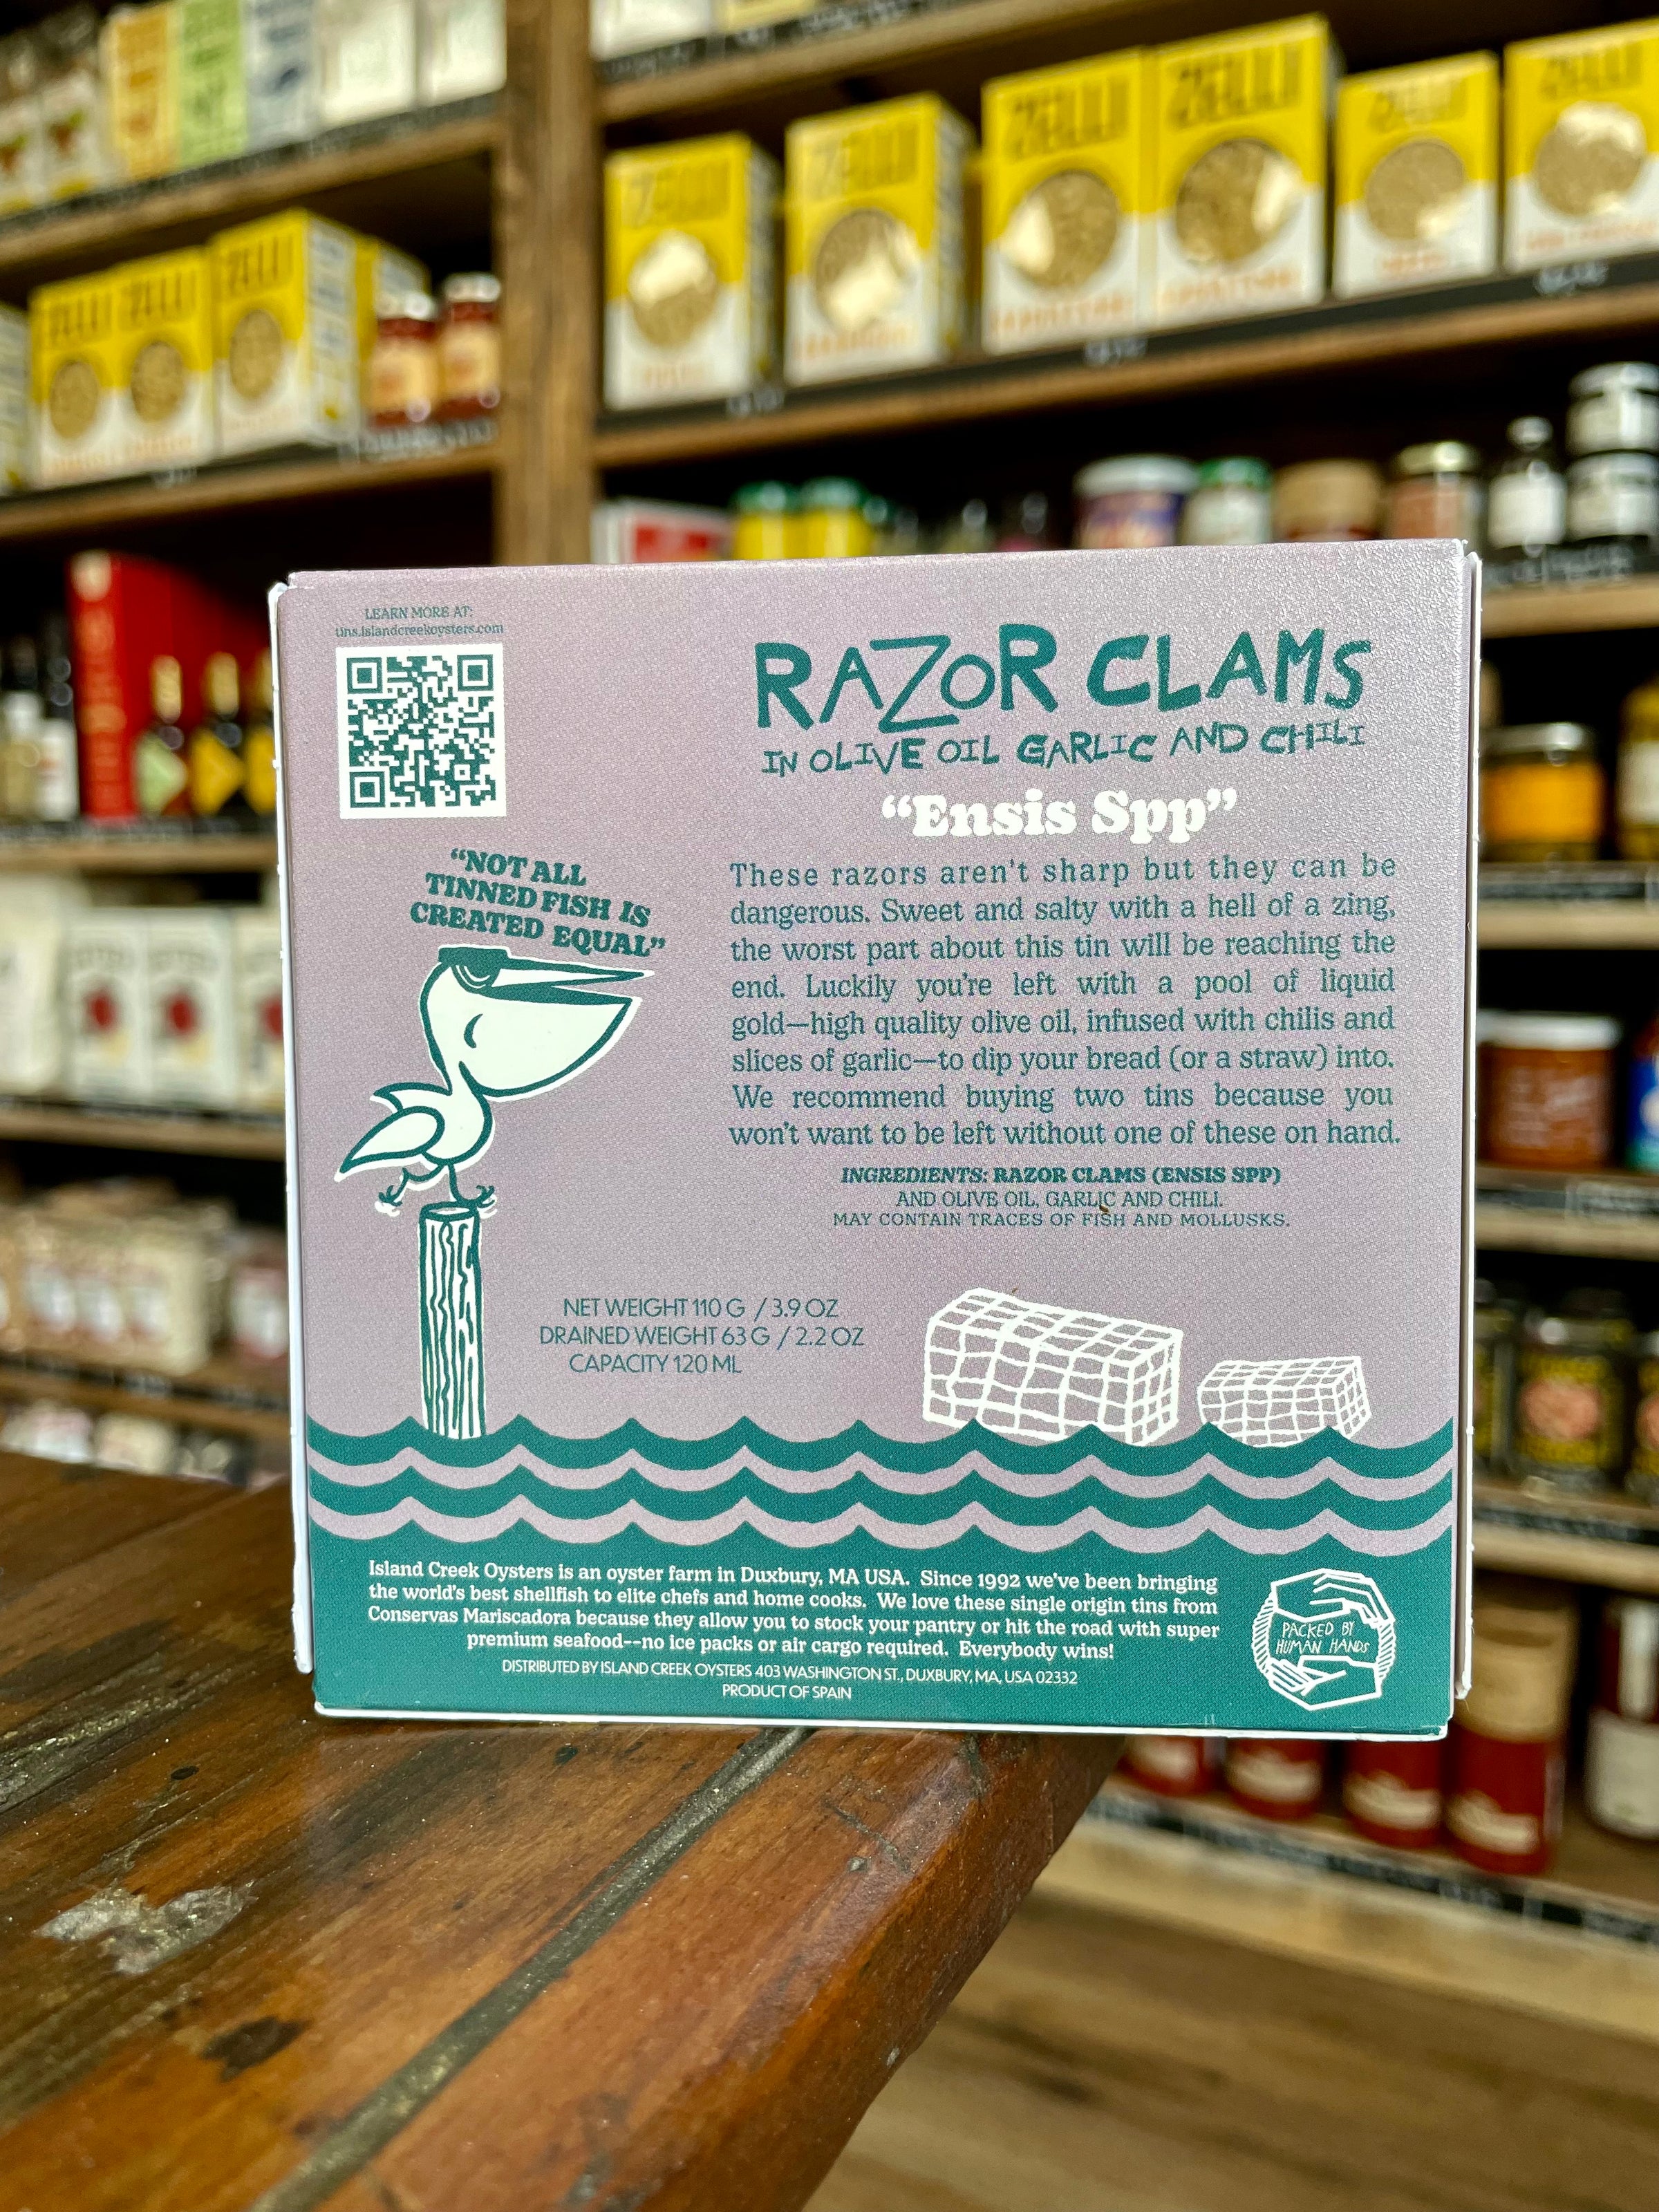 ZELLI
ZELLI
ZELLI
ZELLI
ZELLI
ZELLI
ZELLI
ZELLI
ZELLI
LEARN MORE AT:
tins.islandcreekoysters.com
RAZOR CLAMS
IN OLIVE OIL GARLIC AND CHILI
“Ensis Spp”
“NOT ALL
TINNED FISH IS
CREATED EQUAL”
These razors aren't sharp but they can be
dangerous. Sweet and salty with a hell of a zing,
the worst part about this tin will be reaching the
end. Luckily you're left with a pool of liquid
gold—high quality olive oil, infused with chilis and
slices of garlic—to dip your bread (or a straw) into.
We recommend buying two tins because you
won't want to be left without one of these on hand.
INGREDIENTS: RAZOR CLAMS (ENSIS SPP)
AND OLIVE OIL, GARLIC AND CHILI.
MAY CONTAIN TRACES OF FISH AND MOLLUSKS.
NET WEIGHT 110 G / 3.9 OZ
DRAINED WEIGHT 63 G / 2.2 OZ
CAPACITY 120 ML
Island Creek Oysters is an oyster farm in Duxbury, MA USA. Since 1992 we've been bringing
the world's best shellfish to elite chefs and home cooks. We love these single origin tins from
Conservas Mariscadora because they allow you to stock your pantry or hit the road with super
premium seafood--no ice packs or air cargo required. Everybody wins!
DISTRIBUTED BY ISLAND CREEK OYSTERS 403 WASHINGTON ST., DUXBURY, MA, USA 02332
PRODUCT OF SPAIN
PACKED BY
HUMAN HANDS